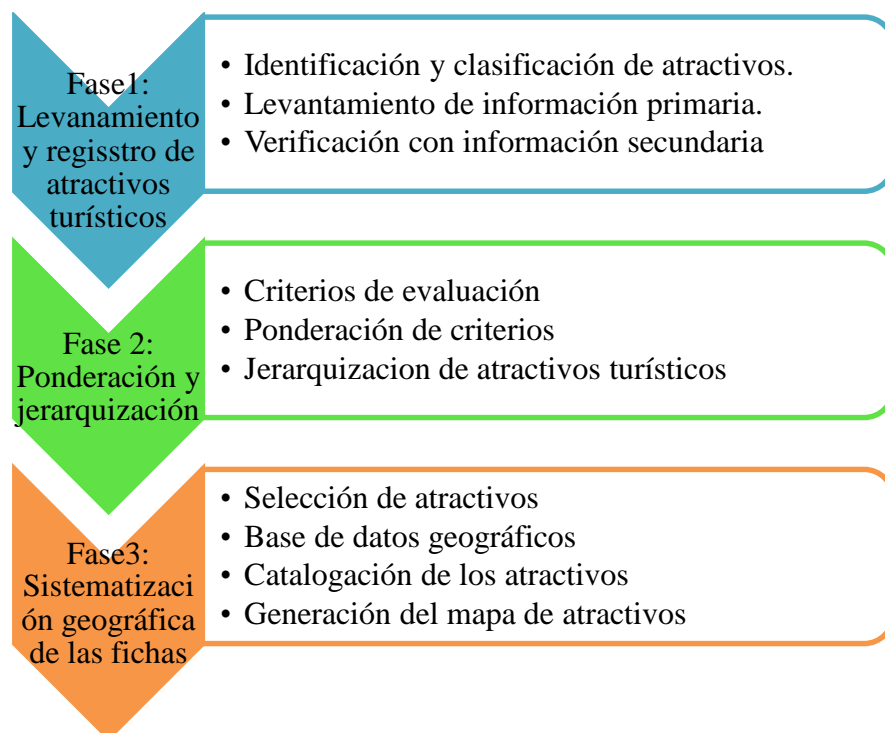 Fase1:
Levanamiento
y regisstro de
atractivos
turísticos
• Identificación y clasificación de atractivos.
• Levantamiento de información primaria.
• Verificación con información secundaria
Fase 2:
Ponderación y
jerarquización
• Criterios de evaluación
• Ponderación de criterios
• Jerarquizacion de atractivos turísticos
Fase3:
Sistematizaci
ón geográfica
de las fichas
• Selección de atractivos
• Base de datos geográficos
• Catalogación de los atractivos
• Generación del mapa de atractivos